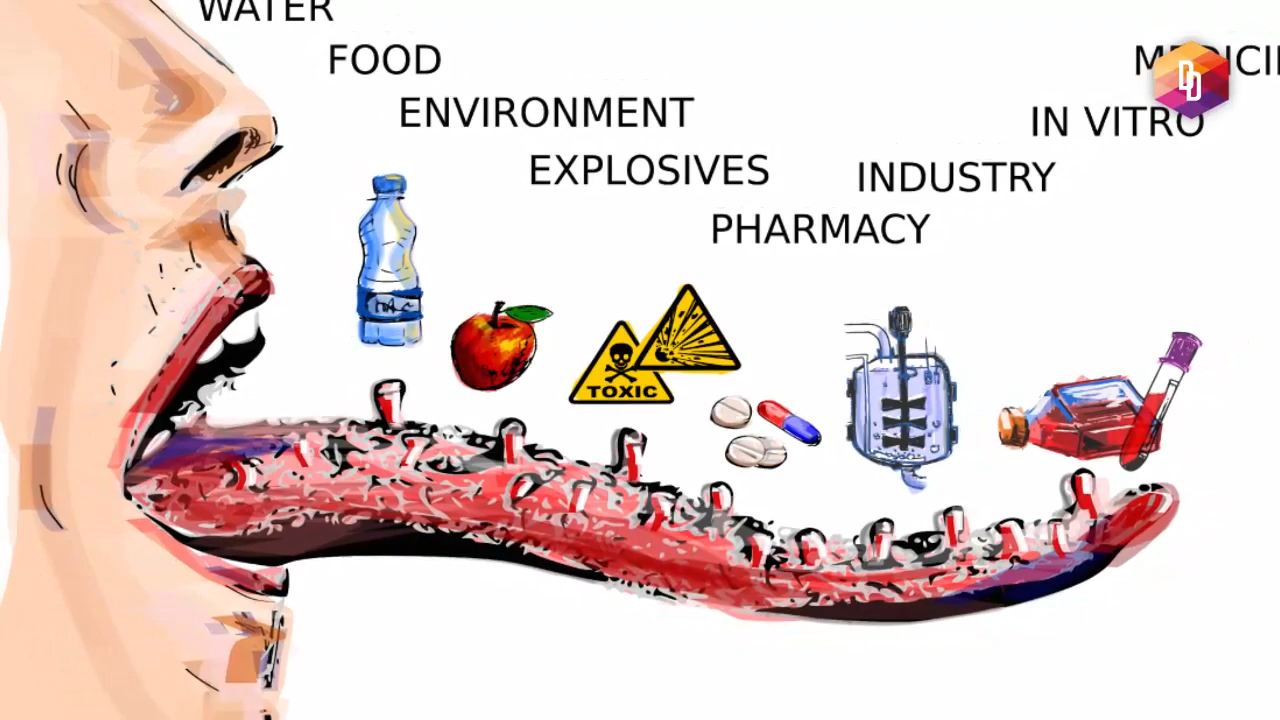 WATER
FOOD
ENVIRONMENT
EXPLOSIVES
PHARMACY
INDUSTRY
IN VITRO
TOXIC